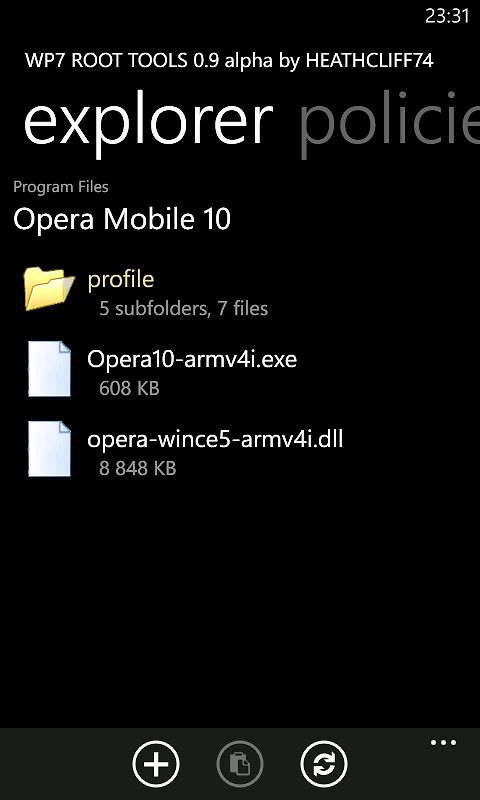 23:31
WP7 ROOT TOOLS 0.9 alpha by HEATHCLIFF74
explorer policie
Program Files
Opera Mobile 10
profile
5 subfolders, 7 files
Opera10-armv4i.exe
608 KB
opera-wince5-armv4i.dll
8 848 KB